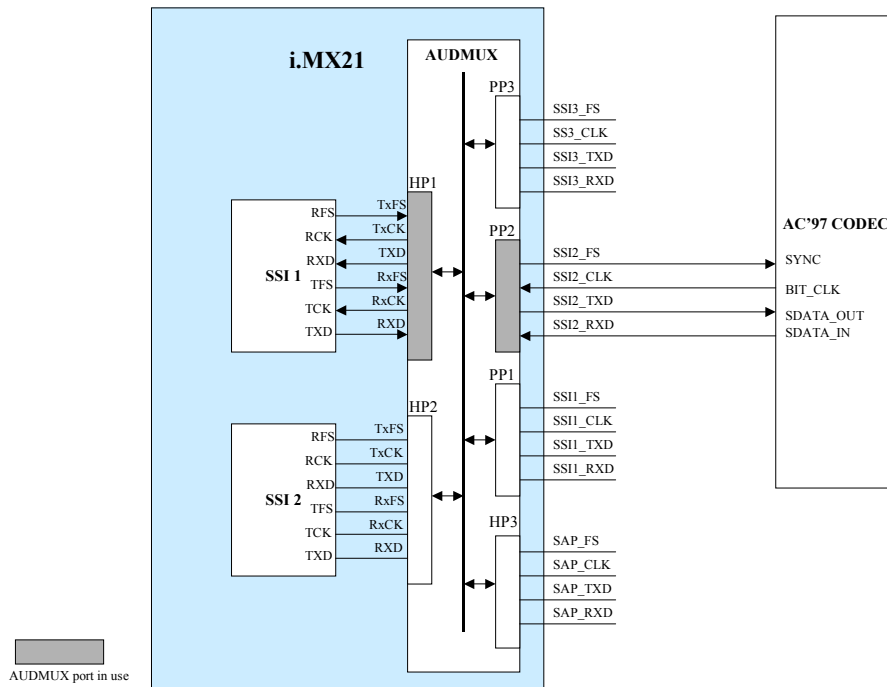 i.MX21
AUDMUX
PP3
SSI3_FS
SS3_CLK
SSI3_TXD
SSI3_RXD
HP1
SSI 1
RFS
RCK
RXD
TFS
TCK
TXD
TxFS
TxCK
TXD
RxFS
RxCK
RXD
PP2
SSI2_FS
SSI2_CLK
SSI2_TXD
SSI2_RXD
AC'97 CODEC
SYNC
BIT_CLK
SDATA_OUT
SDATA_IN
PP1
SSI1_FS
SSI1_CLK
SSI1_TXD
SSI1_RXD
HP2
SSI 2
RFS
RCK
RXD
TFS
TCK
TXD
TxFS
TxCK
TXD
RxFS
RxCK
RXD
HP3
SAP_FS
SAP_CLK
SAP_TXD
SAP_RXD
AUDMUX port in use